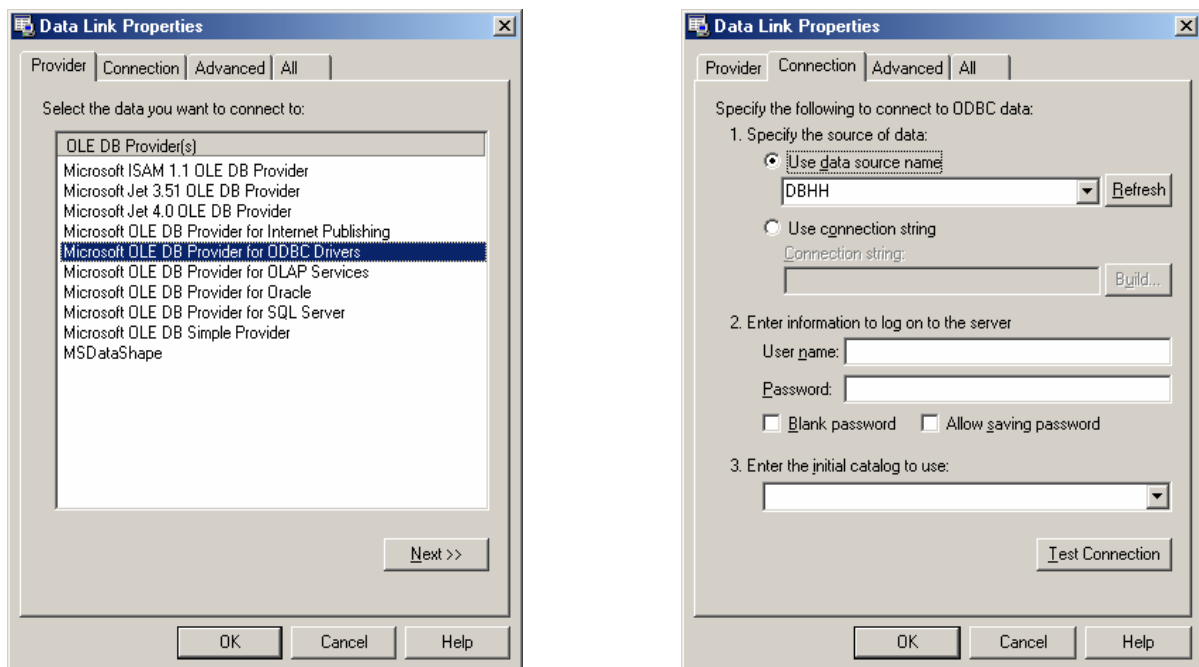 Data Link Properties
Provider Connection Advanced All
Select the data you want to connect to:
OLE DB Provider(s)
Microsoft ISAM 1.1 OLE DB Provider
Microsoft Jet 3.51 OLE DB Provider
Microsoft Jet 4.0 OLE DB Provider
Microsoft OLE DB Provider for Internet Publishing
Microsoft OLE DB Provider for ODBC Drivers
Microsoft OLE DB Provider for OLAP Services
Microsoft OLE DB Provider for Oracle
Microsoft OLE DB Provider for SQL Server
Microsoft OLE DB Simple Provider
MSDataShape
Next >>
OK Cancel Help
Data Link Properties
Provider Connection Advanced All
Specify the following to connect to ODBC data:
1. Specify the source of data:
Use data source name
DBHH Refresh
Use connection string
Connection string:
Build...
2. Enter information to log on to the server
User name:
Password:
Blank password Allow saving password
3. Enter the initial catalog to use:
Test Connection
OK Cancel Help